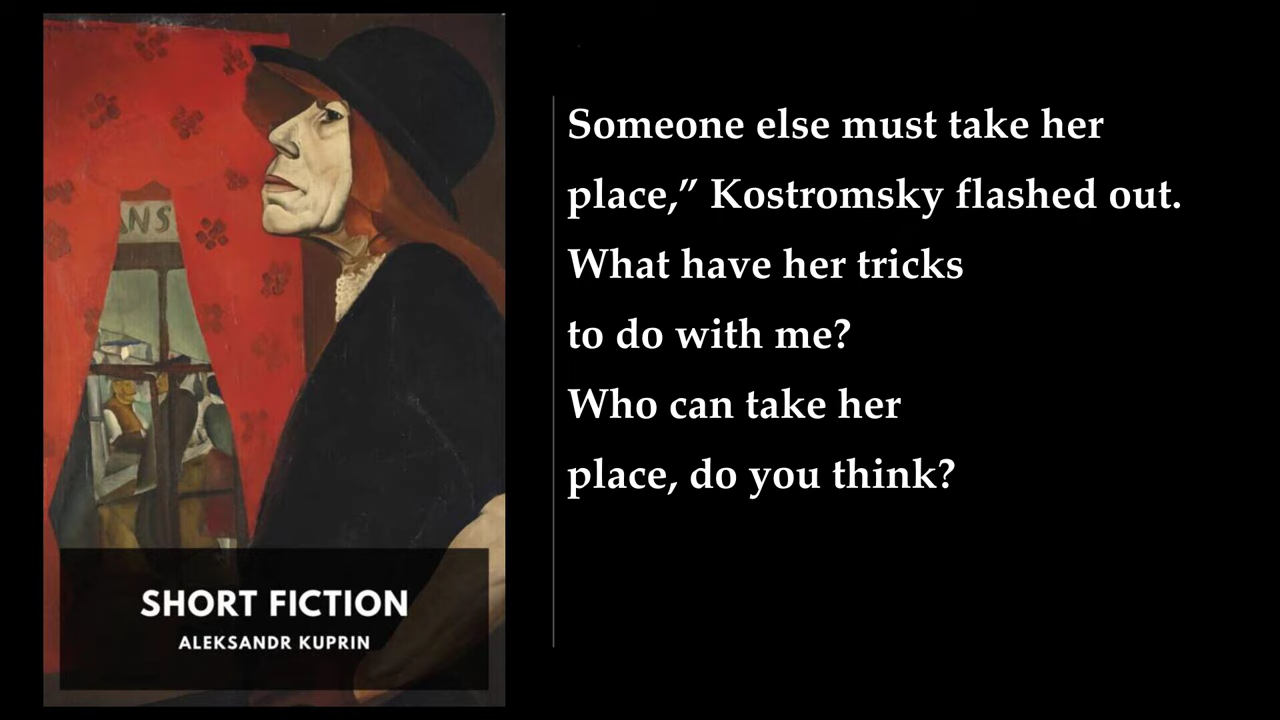 ANS
SHORT FICTION
ALEKSANDR KUPRIN
Someone else must take her
place,” Kostromsky flashed out.
What have her tricks
to do with me?
Who can take her
place, do you think?